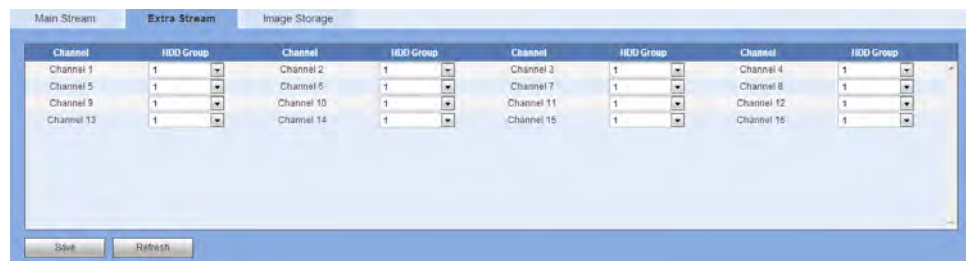 Main Stream Extra Stream Image Storage
Channel HDD Group Channel HDD Group Channel HDD Group Channel HDD Group
Channel 1 1 Channel 2 1 Channel 3 1 Channel 4 1
Channel 5 1 Channel 6 1 Channel 7 1 Channel 8 1
Channel 9 1 Channel 10 1 Channel 11 1 Channel 12 1
Channel 13 1 Channel 14 1 Channel 15 1 Channel 16 1
Save Refresh